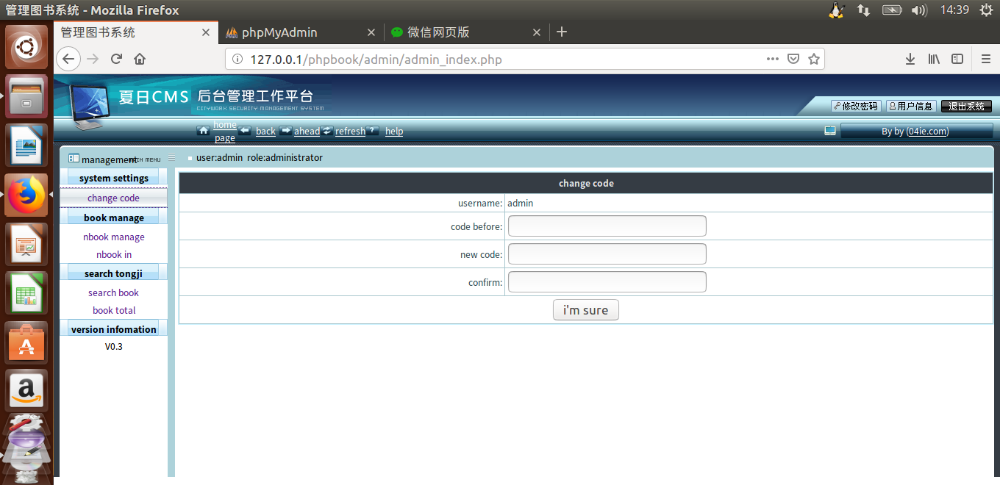 管理图书系统 - Mozilla Firefox
14:39
管理图书系统
phpMyAdmin
微信网页版
127.0.0.1/phpbook/admin/admin_index.php
夏日CMS 后台管理工作平台
CITYWORK SECURITY MANAGEMENT SYSTEM
修改密码 用户信息 退出系统
home page back ahead refresh ? help
By by (04ie.com)
management MAIN MENU
user:admin role:administrator
system settings
change code
book manage
nbook manage
nbook in
search tongji
search book
book total
version infomation
V0.3
change code
username: admin
code before:
new code:
confirm:
i'm sure